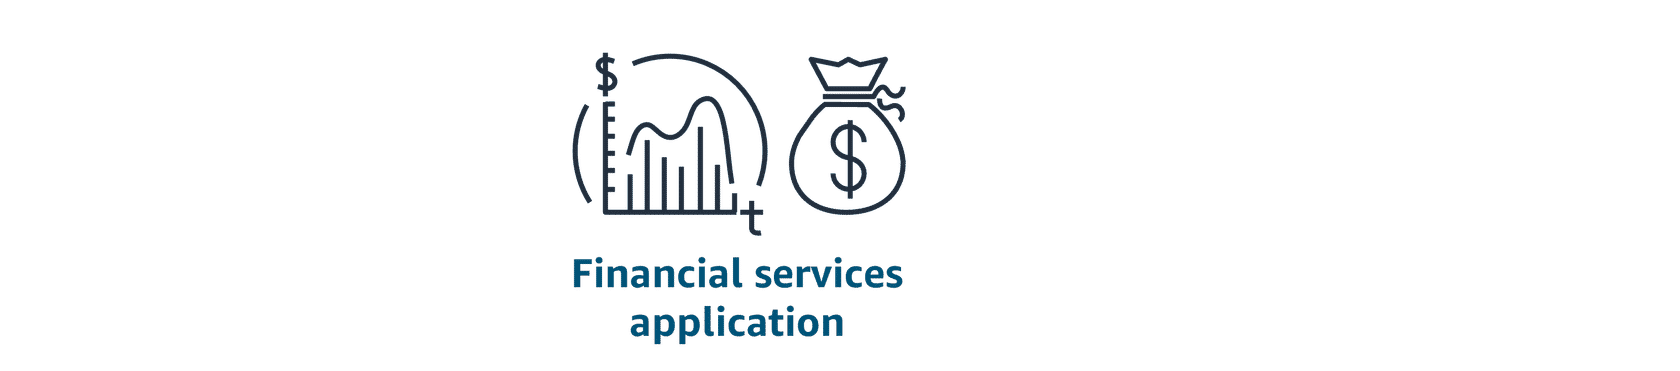 $
t
$
Financial services
application